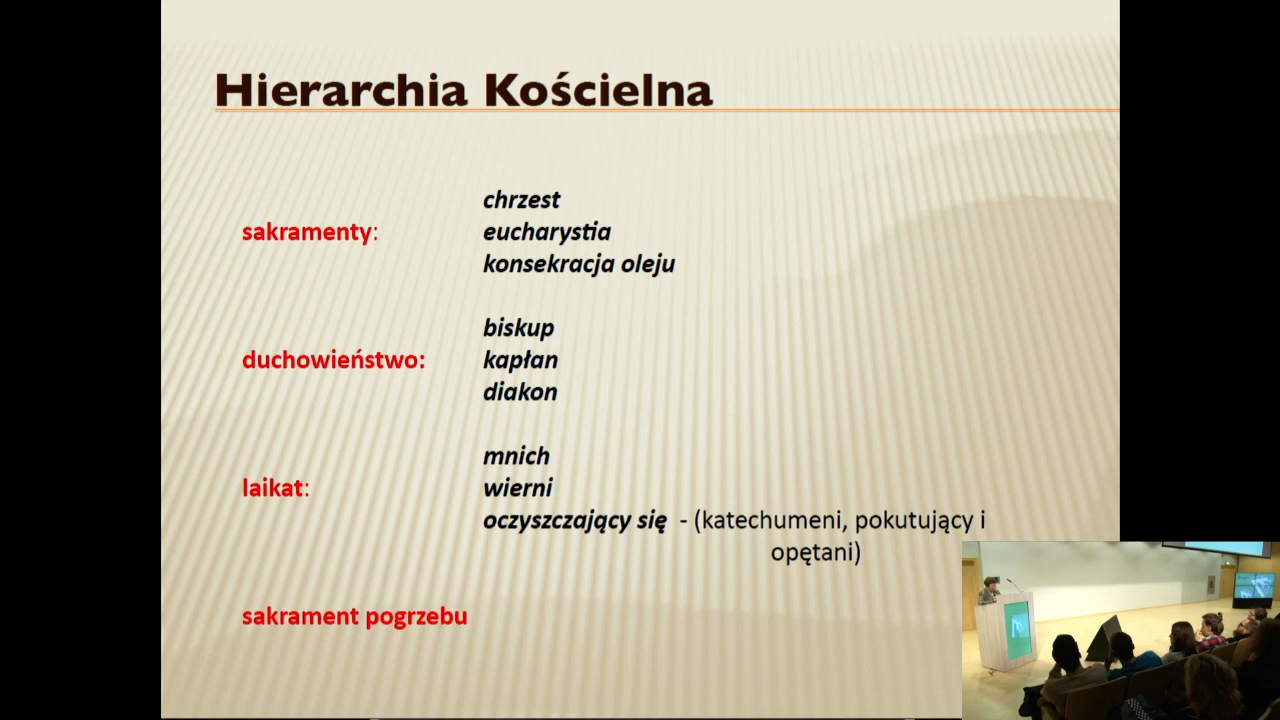 Hierarchia Kościelna
chrzest
sakramenty:
eucharystia
konsekracja oleju
biskup
duchowieństwo:
kapłan
diakon
mnich
laikat:
wierni
oczyszczający się - (katechumeni, pokutujący i
opętani)
sakrament pogrzebu